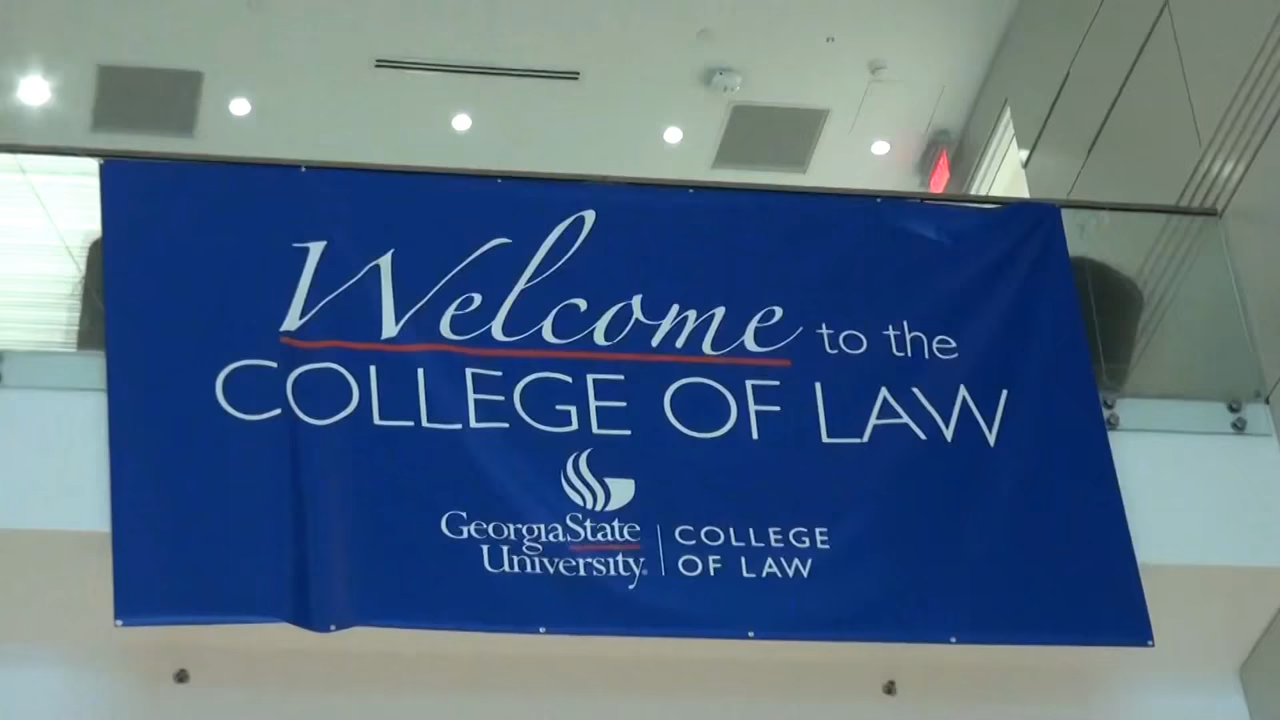 Welcome to the
COLLEGE OF LAW
GeorgiaState
University.
COLLEGE
OF LAW